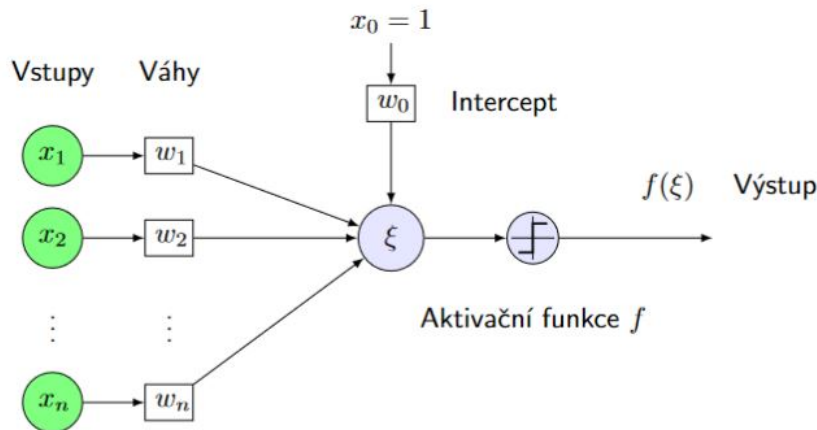 x₀ = 1
Vstupy Váhy
w₀ Intercept
x₁ w₁
f(ξ) Výstup
x₂ w₂ ξ
⋮ ⋮
Aktivační funkce f
xₙ wₙ